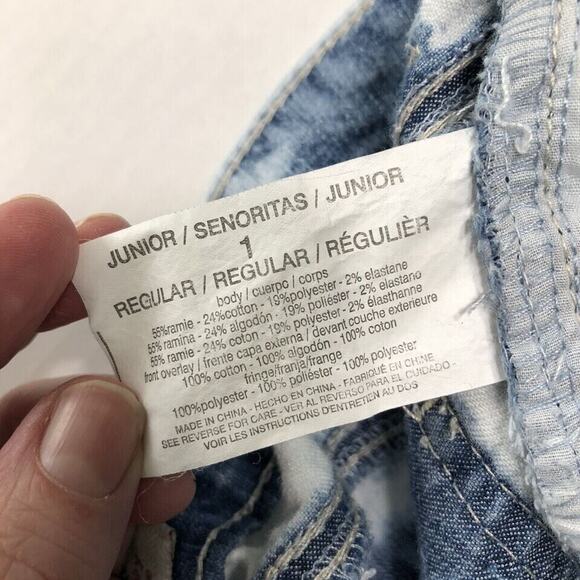 JUNIOR / SENORITAS / JUNIOR
1
REGULAR / REGULAR / RÉGULIÈR
body / cuerpo / corps
55%ramie - 24%cotton - 19%polyester - 2% elastane
55% ramina - 24% algodón - 19% poliéster - 2% elastano
55% ramie - 24% coton - 19% polyester - 2% élasthanne
front overlay / frente capa externa / devant couche exterieure
100% cotton - 100% algodón - 100% coton
fringe/franja/frange
100%polyester - 100% poliéster - 100% polyester
MADE IN CHINA - HECHO EN CHINA - FABRIQUÉ EN CHINE
SEE REVERSE FOR CARE - VER AL REVERSO PARA EL CUIDADO -
VOIR LES INSTRUCTIONS D'ENTRETIEN AU DOS